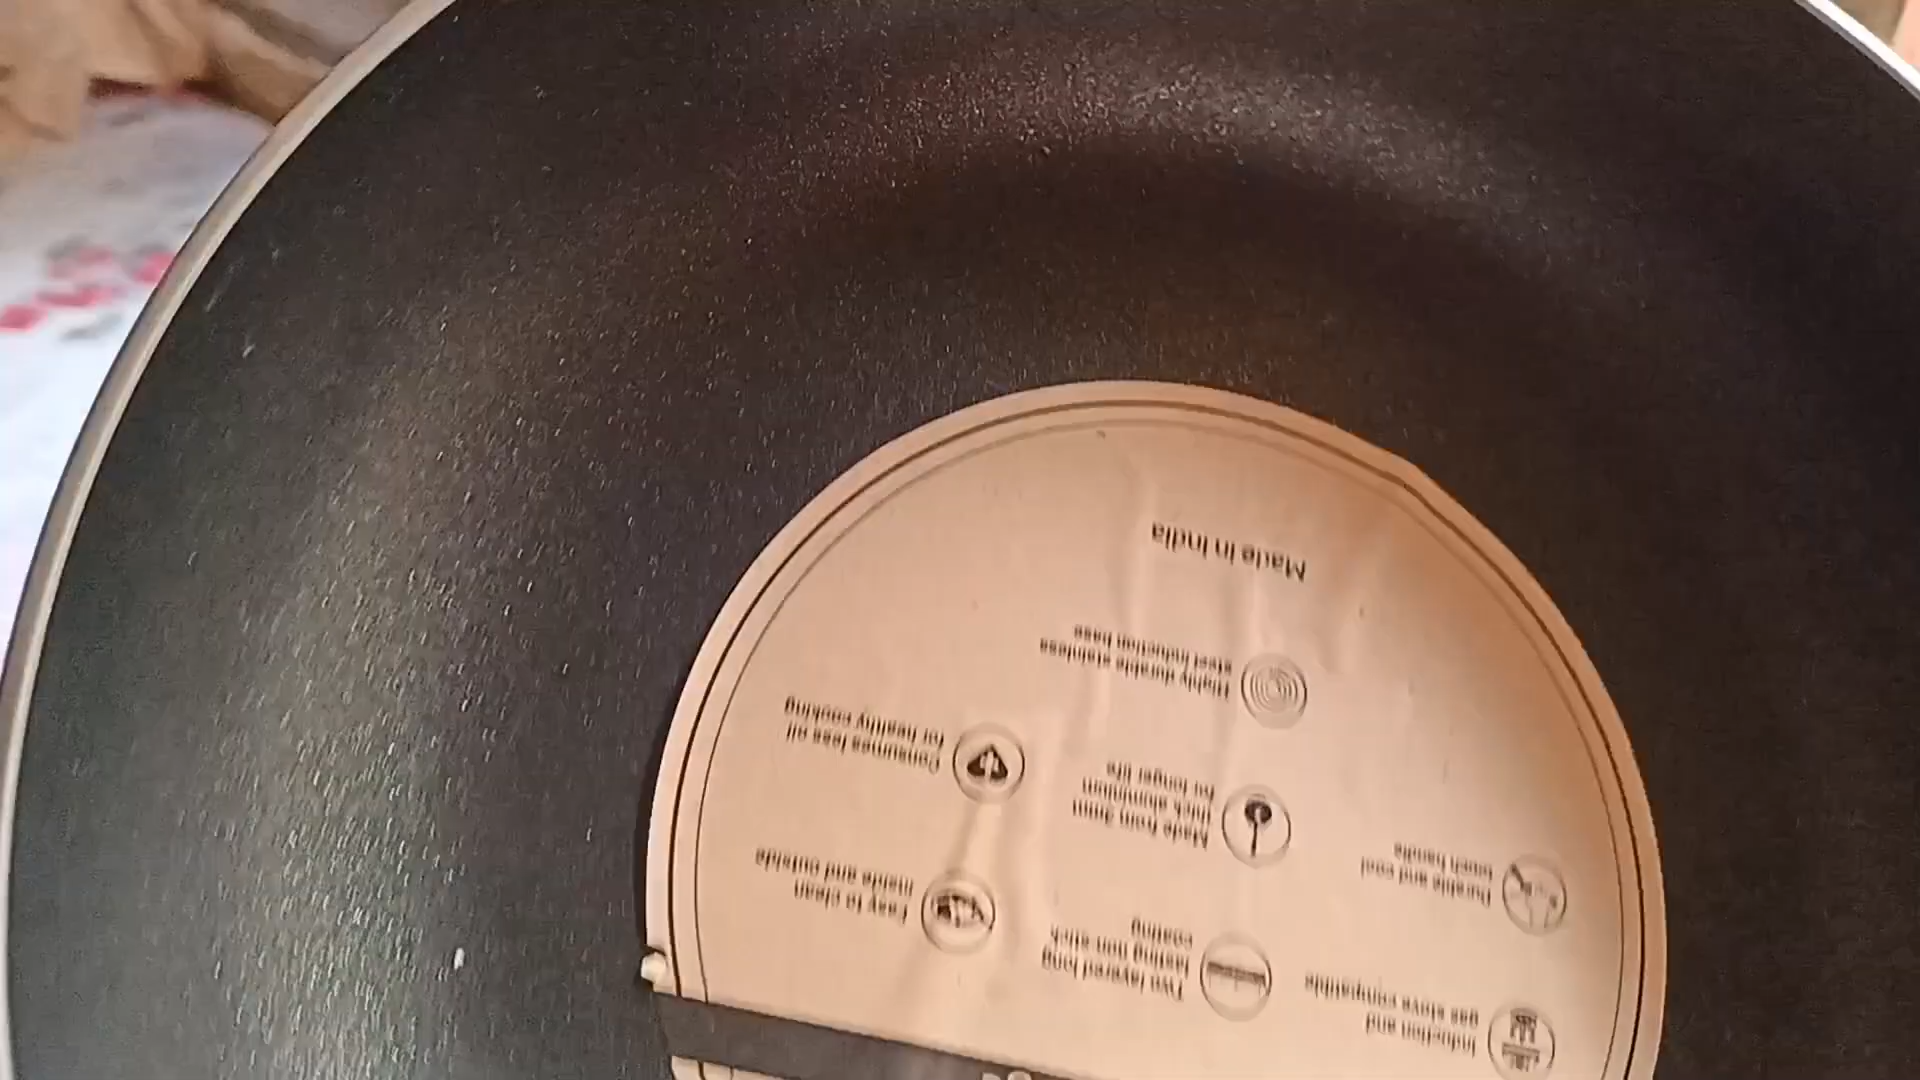 Induction and
gas stove compatible
Two layered long
lasting non stick
coating
Easy to clean
inside and outside
Durable and cool
touch handle
Made from 3mm
thick aluminium
for longer life
Consumes less oil
for healthy cooking
Highly durable stainless
steel induction base
Made in India